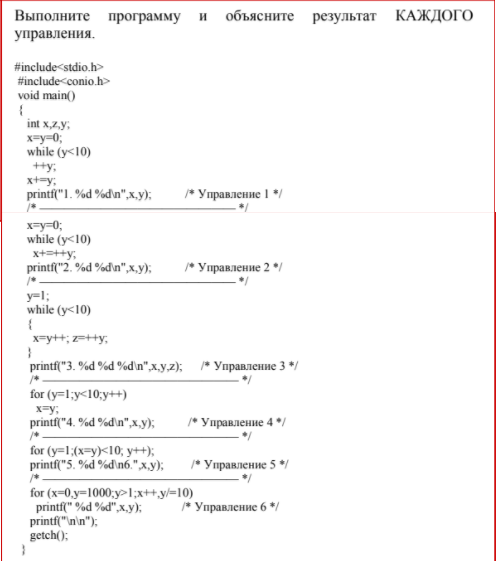 Выполните программу и объясните результат КАЖДОГО
управления.
#include<stdio.h>
#include<conio.h>
void main()
{
int x,z,y;
x=y=0;
while (y<10)
++y;
x+=y;
printf("1. %d %d\n",x,y); /* Управление 1 */
/* ———————————————— */
x=y=0;
while (y<10)
x+=++y;
printf("2. %d %d\n",x,y); /* Управление 2 */
/* ———————————————— */
y=1;
while (y<10)
{
x=y++; z=++y;
}
printf("3. %d %d %d\n",x,y,z); /* Управление 3 */
/* ———————————————— */
for (y=1;y<10;y++)
x=y;
printf("4. %d %d\n",x,y); /* Управление 4 */
/* ———————————————— */
for (y=1;(x=y)<10; y++);
printf("5. %d %d\n6.",x,y); /* Управление 5 */
/* ———————————————— */
for (x=0,y=1000;y>1;x++,y/=10)
printf(" %d %d",x,y); /* Управление 6 */
printf("\n\n");
getch();
}